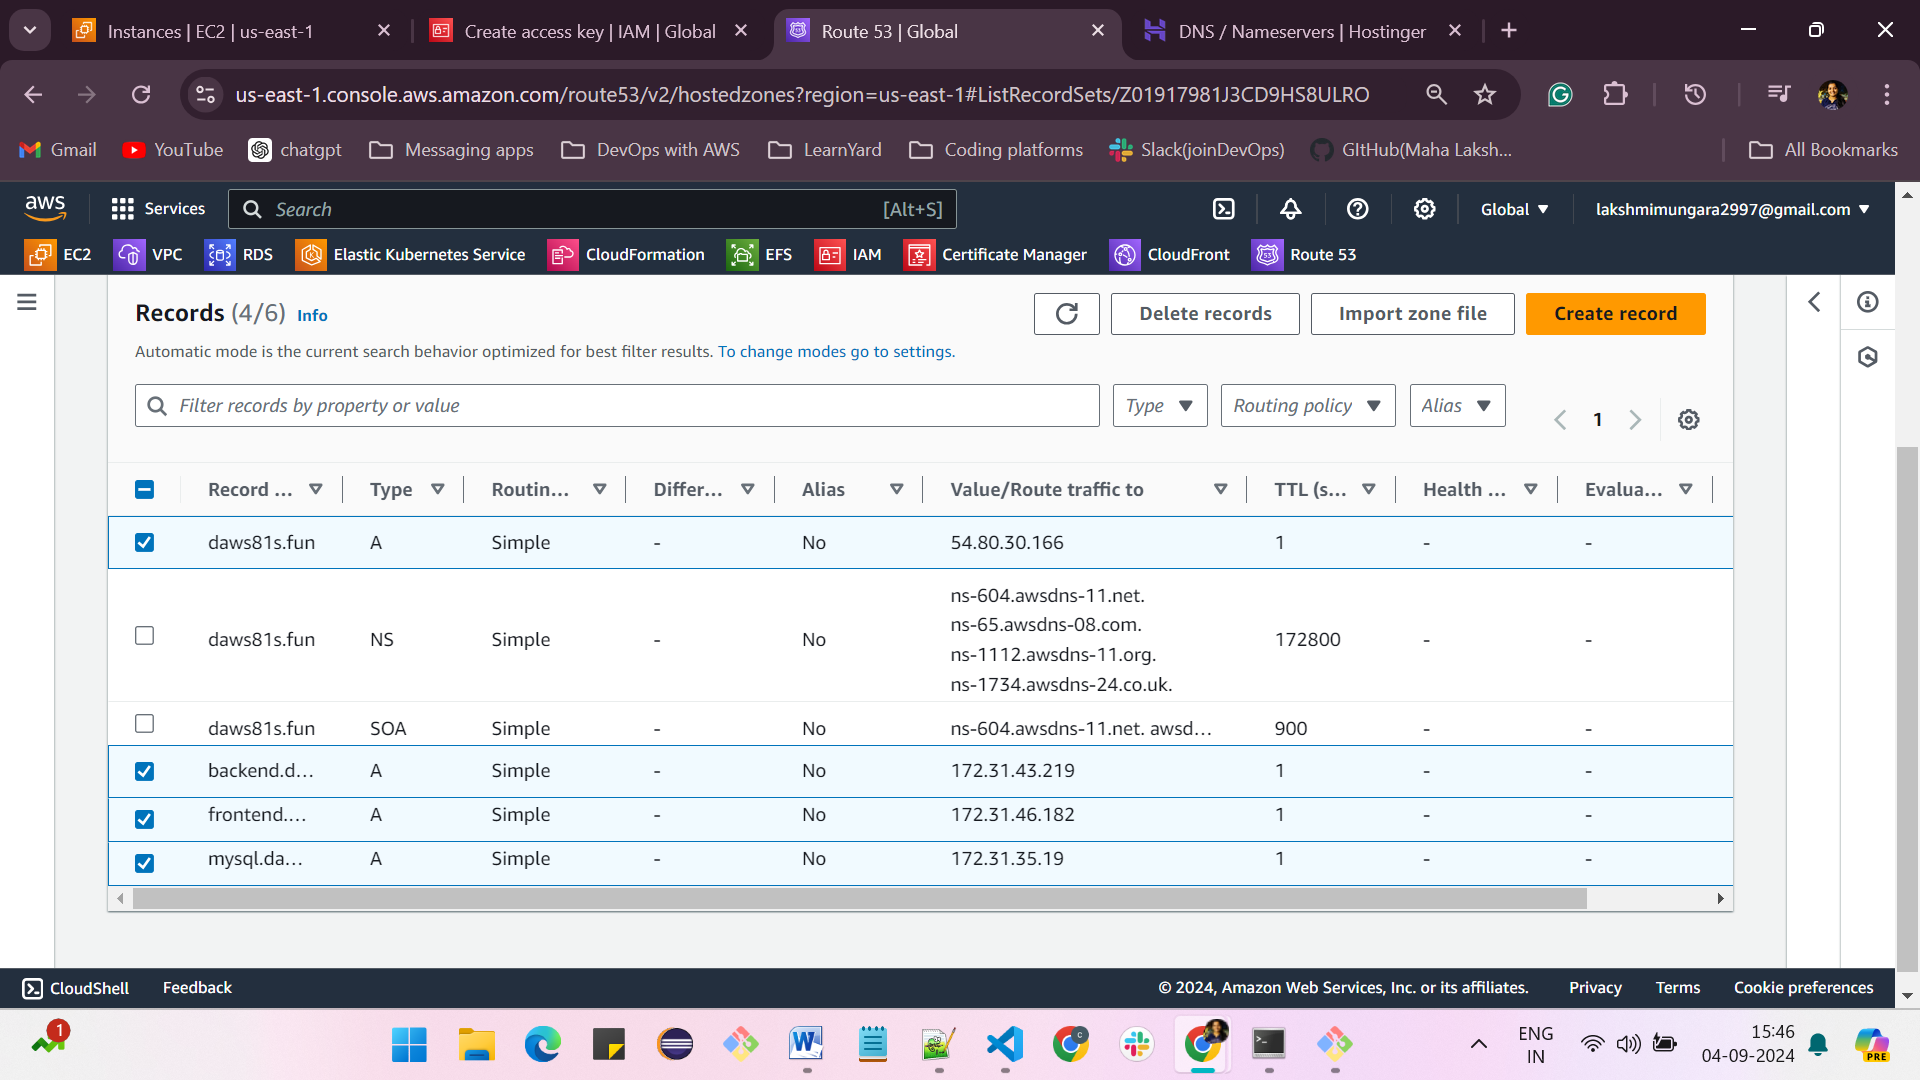 Instances | EC2 | us-east-1
Create access key | IAM | Global
Route 53 | Global
DNS / Nameservers | Hostinger
us-east-1.console.aws.amazon.com/route53/v2/hostedzones?region=us-east-1#ListRecordSets/Z01917981J3CD9HS8ULRO
Gmail
YouTube
chatgpt
Messaging apps
DevOps with AWS
LearnYard
Coding platforms
Slack(joinDevOps)
GItHub(Maha Laksh...
All Bookmarks
aws
Services
Search
[Alt+S]
Global
lakshmimungara2997@gmail.com
EC2
VPC
RDS
Elastic Kubernetes Service
CloudFormation
EFS
IAM
Certificate Manager
CloudFront
Route 53
Records (4/6) Info
Delete records
Import zone file
Create record
Automatic mode is the current search behavior optimized for best filter results. To change modes go to settings.
Filter records by property or value
Type
Routing policy
Alias
1
Record ... Type Routin... Differ... Alias Value/Route traffic to TTL (s... Health ... Evalua...
daws81s.fun A Simple - No 54.80.30.166 1 - -
ns-604.awsdns-11.net.
ns-65.awsdns-08.com.
daws81s.fun NS Simple - No 172800 - -
ns-1112.awsdns-11.org.
ns-1734.awsdns-24.co.uk.
daws81s.fun SOA Simple - No ns-604.awsdns-11.net. awsd... 900 - -
backend.d... A Simple - No 172.31.43.219 1 - -
frontend.... A Simple - No 172.31.46.182 1 - -
mysql.da... A Simple - No 172.31.35.19 1 - -
CloudShell
Feedback
© 2024, Amazon Web Services, Inc. or its affiliates.
Privacy
Terms
Cookie preferences
1
ENG
IN
15:46
04-09-2024
PRE